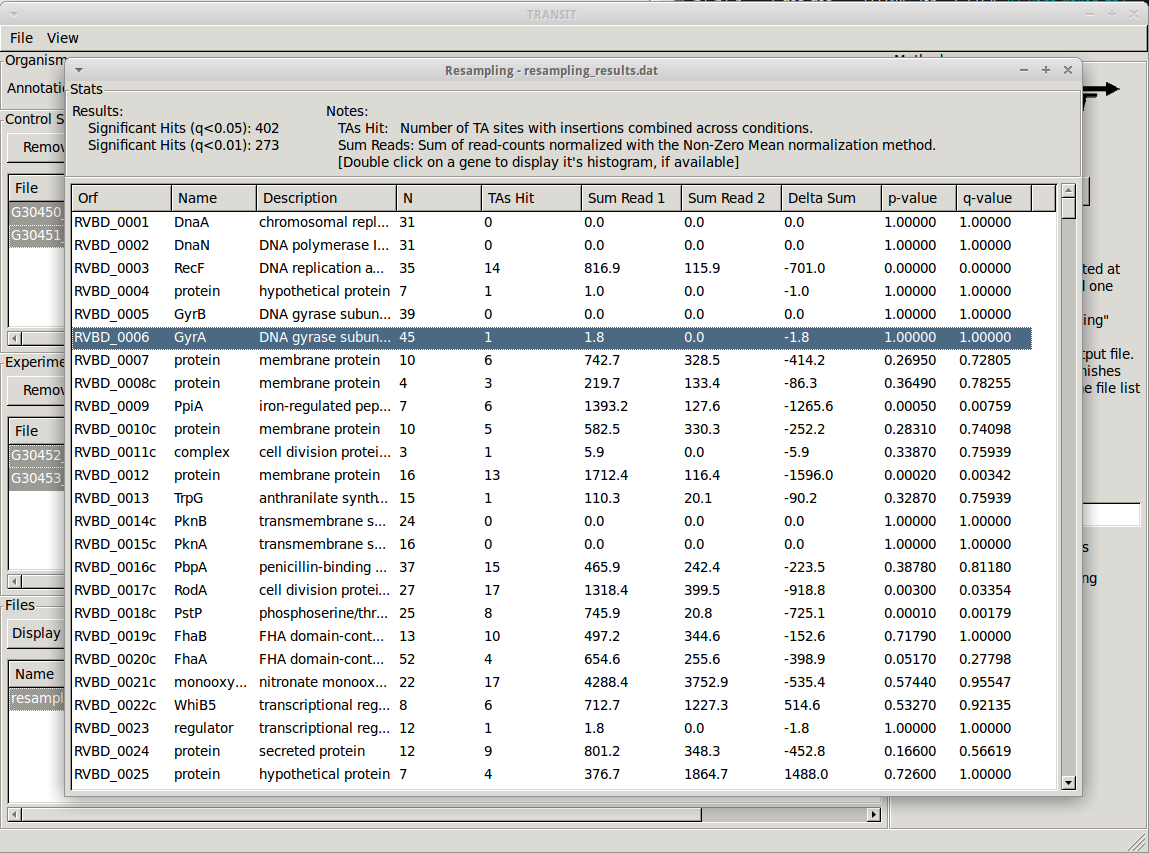 TRANSIT
File View
Organism
Annotati
Control S
Remov
File
G30450_
G30451_
Experime
Remov
File
G30452_
G30453_
Files
Display
Name
resampl
Resampling - resampling_results.dat
Stats
Results:
Significant Hits (q<0.05): 402
Significant Hits (q<0.01): 273
Notes:
TAs Hit: Number of TA sites with insertions combined across conditions.
Sum Reads: Sum of read-counts normalized with the Non-Zero Mean normalization method.
[Double click on a gene to display it's histogram, if available]
Orf Name Description N TAs Hit Sum Read 1 Sum Read 2 Delta Sum p-value q-value
RVBD_0001 DnaA chromosomal repl... 31 0 0.0 0.0 0.0 1.00000 1.00000
RVBD_0002 DnaN DNA polymerase I... 31 0 0.0 0.0 0.0 1.00000 1.00000
RVBD_0003 RecF DNA replication a... 35 14 816.9 115.9 -701.0 0.00000 0.00000
RVBD_0004 protein hypothetical protein 7 1 1.0 0.0 -1.0 1.00000 1.00000
RVBD_0005 GyrB DNA gyrase subun... 39 0 0.0 0.0 0.0 1.00000 1.00000
RVBD_0006 GyrA DNA gyrase subun... 45 1 1.8 0.0 -1.8 1.00000 1.00000
RVBD_0007 protein membrane protein 10 6 742.7 328.5 -414.2 0.26950 0.72805
RVBD_0008c protein membrane protein 4 3 219.7 133.4 -86.3 0.36490 0.78255
RVBD_0009 PpiA iron-regulated pep... 7 6 1393.2 127.6 -1265.6 0.00050 0.00759
RVBD_0010c protein membrane protein 10 5 582.5 330.3 -252.2 0.28310 0.74098
RVBD_0011c complex cell division protei... 3 1 5.9 0.0 -5.9 0.33870 0.75939
RVBD_0012 protein membrane protein 16 13 1712.4 116.4 -1596.0 0.00020 0.00342
RVBD_0013 TrpG anthranilate synth... 15 1 110.3 20.1 -90.2 0.32870 0.75939
RVBD_0014c PknB transmembrane s... 24 0 0.0 0.0 0.0 1.00000 1.00000
RVBD_0015c PknA transmembrane s... 16 0 0.0 0.0 0.0 1.00000 1.00000
RVBD_0016c PbpA penicillin-binding ... 37 15 465.9 242.4 -223.5 0.38780 0.81180
RVBD_0017c RodA cell division protei... 27 17 1318.4 399.5 -918.8 0.00300 0.03354
RVBD_0018c PstP phosphoserine/thr... 25 8 745.9 20.8 -725.1 0.00010 0.00179
RVBD_0019c FhaB FHA domain-cont... 13 10 497.2 344.6 -152.6 0.71790 1.00000
RVBD_0020c FhaA FHA domain-cont... 52 4 654.6 255.6 -398.9 0.05170 0.27798
RVBD_0021c monooxy... nitronate monoox... 22 17 4288.4 3752.9 -535.4 0.57440 0.95547
RVBD_0022c WhiB5 transcriptional reg... 8 6 712.7 1227.3 514.6 0.53270 0.92135
RVBD_0023 regulator transcriptional reg... 12 1 1.8 0.0 -1.8 1.00000 1.00000
RVBD_0024 protein secreted protein 12 9 801.2 348.3 -452.8 0.16600 0.56619
RVBD_0025 protein hypothetical protein 7 4 376.7 1864.7 1488.0 0.72600 1.00000
ted at
one
ing"
tput file.
nishes
e file list
s
ng